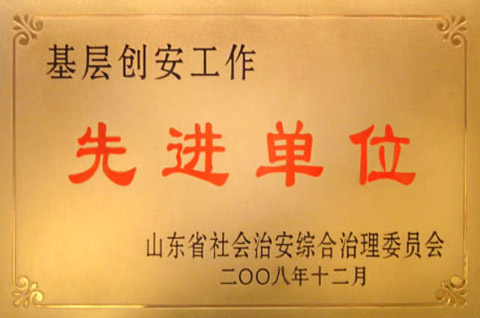 基层创安工作
先进单位
山东省社会治安综合治理委员会
二〇〇八年十二月